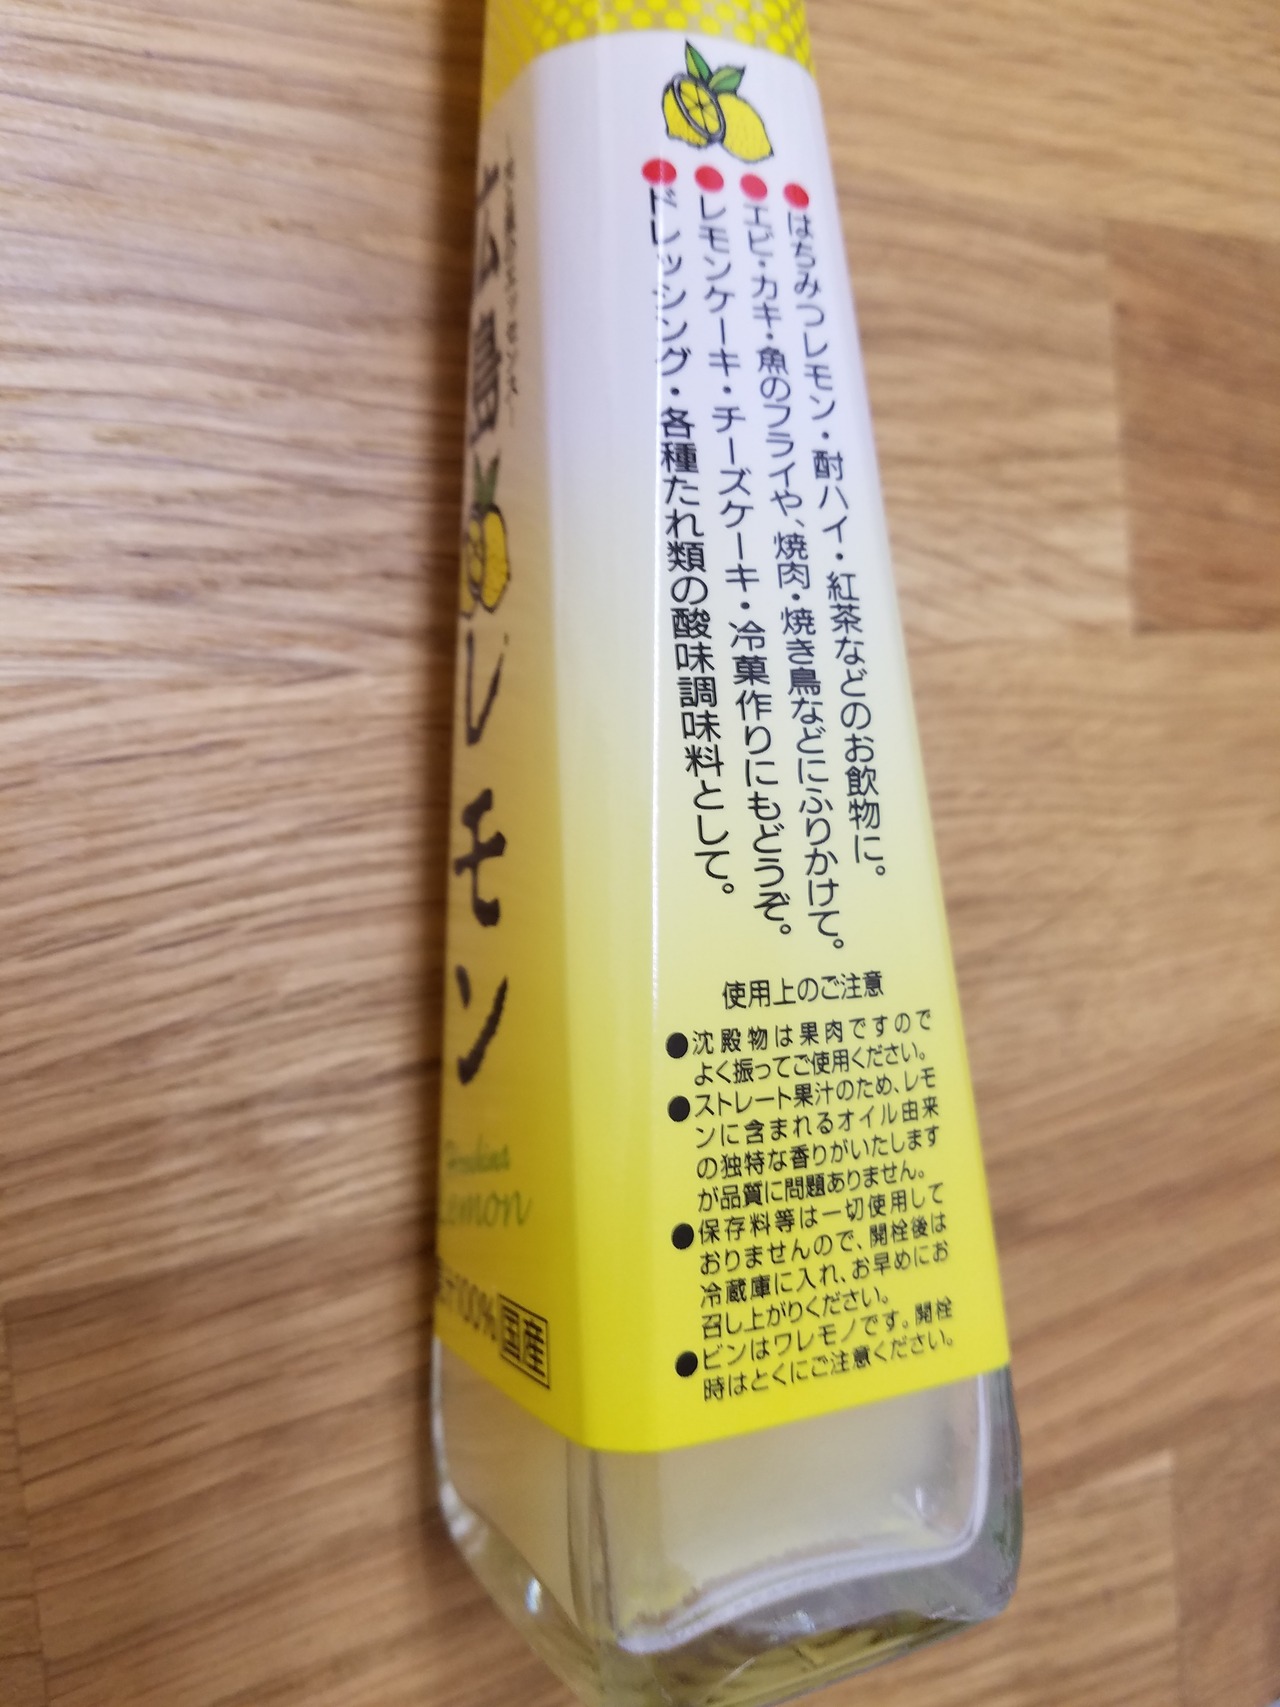 ●はちみつレモン・酎ハイ・紅茶などのお飲物に。
●エビ・カキ・魚のフライや、焼肉・焼き鳥などにふりかけて。
●レモンケーキ・チーズケーキ・冷菓作りにもどうぞ。
●ドレッシング・各種たれ類の酸味調味料として。
使用上のご注意
●沈殿物は果肉ですので
よく振ってご使用ください。
●ストレート果汁のため、レモ
ンに含まれるオイル由来
の独特な香りがいたします
が品質に問題ありません。
●保存料等は一切使用して
おりませんので、開栓後は
冷蔵庫に入れ、お早めにお
召し上がりください。
●ビンはワレモノです。開栓
時はとくにご注意ください。
広島レモン
Lemon
100%
国産